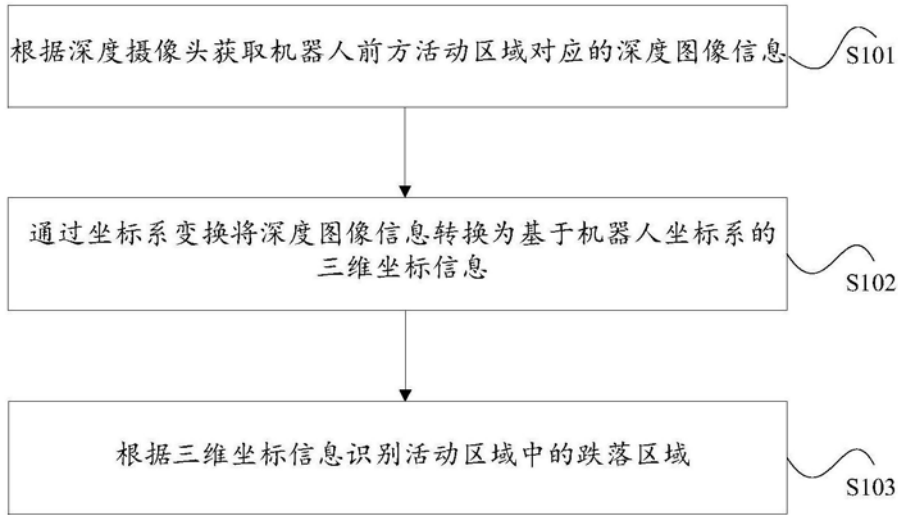 根据深度摄像头获取机器人前方活动区域对应的深度图像信息
S101
通过坐标系变换将深度图像信息转换为基于机器人坐标系的
三维坐标信息
S102
根据三维坐标信息识别活动区域中的跌落区域
S103